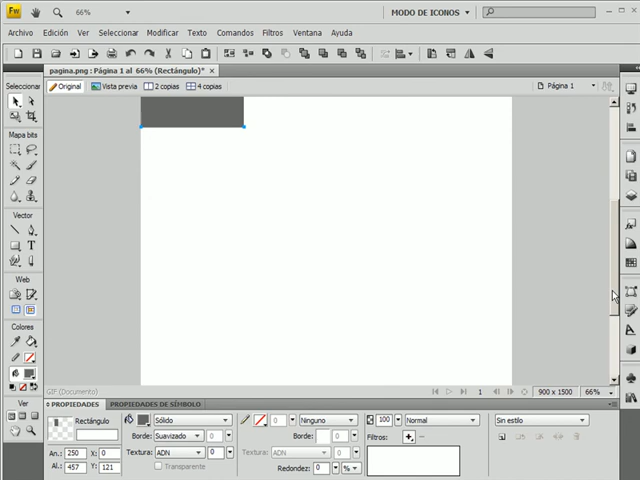 Fw
66%
MODO DE ICONOS
Archivo Edición Ver Seleccionar Modificar Texto Comandos Filtros Ventana Ayuda
pagina.png : Página 1 al 66% (Rectángulo)*
Seleccionar
Original Vista previa 2 copias 4 copias
Página 1
Mapa bits
Vector
Web
Colores
Ver
GIF (Documento)
1
900 x 1500
66%
PROPIEDADES
PROPIEDADES DE SÍMBOLO
Rectángulo
Sólido
0
Ninguno
100
Normal
Sin estilo
Borde: Suavizado 0
Borde: 0
Filtros:
An.: 250 X: 0
Textura: ADN 0
Textura: ADN 0
Al.: 457 Y: 121
Transparente
Redondez: 0 %